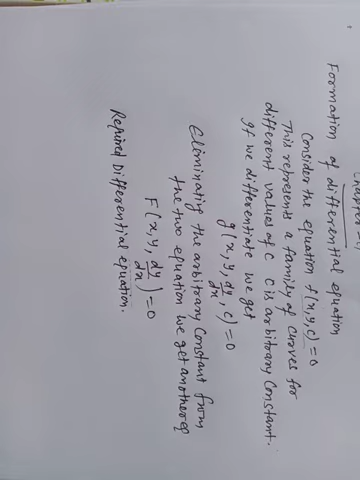 Formation of differential equation
Consider the equation f(x,y,c) = 0
This represents a family of curves for
different values of c C is arbitrary Constant.
If we differentiate we get
g(x, y, dy/dx, c) = 0
Eliminating the arbitrary Constant from
the two equation we get another eq
F(x, y, dy/dx) = 0
Required Differential equation.